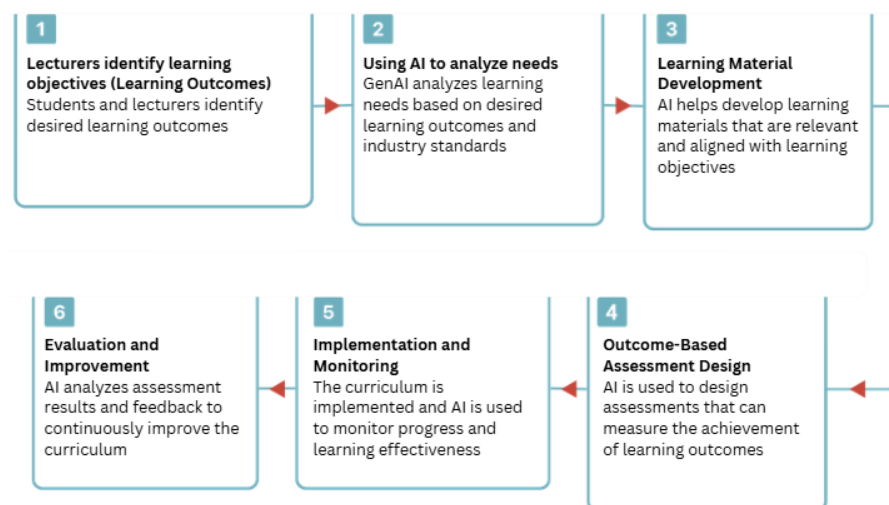 1
Lecturers identify learning
objectives (Learning Outcomes)
Students and lecturers identify
desired learning outcomes
2
Using AI to analyze needs
GenAI analyzes learning
needs based on desired
learning outcomes and
industry standards
3
Learning Material
Development
AI helps develop learning
materials that are relevant
and aligned with learning
objectives
4
Outcome-Based
Assessment Design
AI is used to design
assessments that can
measure the achievement
of learning outcomes
5
Implementation and
Monitoring
The curriculum is
implemented and AI is used
to monitor progress and
learning effectiveness
6
Evaluation and
Improvement
AI analyzes assessment
results and feedback to
continuously improve the
curriculum